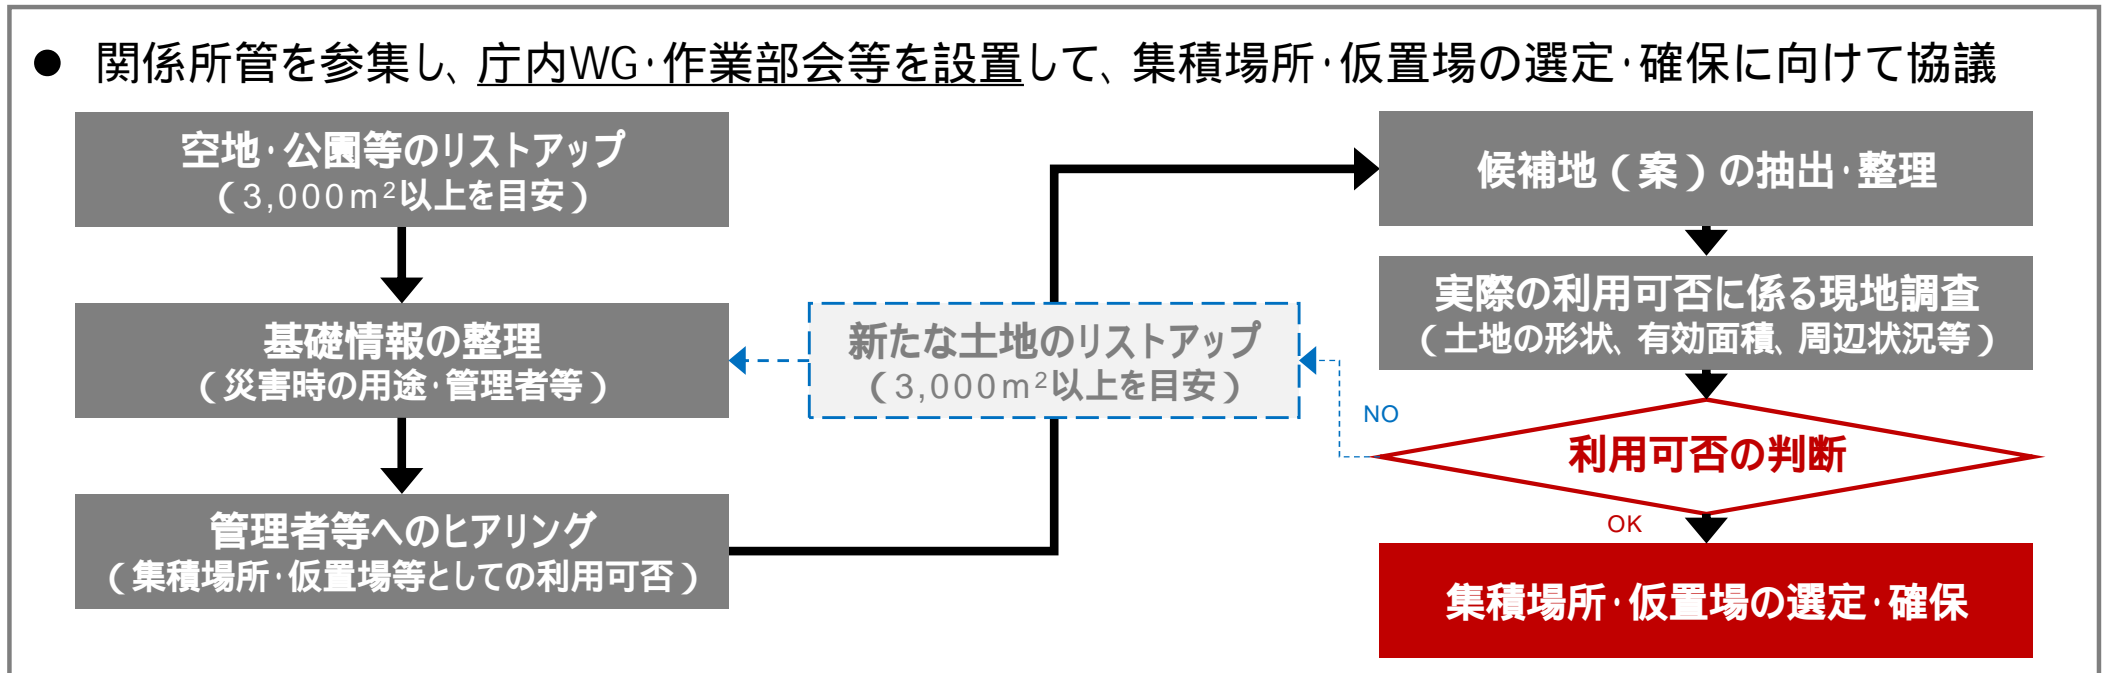 ● 関係所管を参集し、庁内WG･作業部会等を設置して、集積場所･仮置場の選定･確保に向けて協議
空地･公園等のリストアップ
（3,000m²以上を目安）
基礎情報の整理
（災害時の用途･管理者等）
管理者等へのヒアリング
（集積場所･仮置場等としての利用可否）
新たな土地のリストアップ
（3,000m²以上を目安）
候補地（案）の抽出･整理
実際の利用可否に係る現地調査
（土地の形状、有効面積、周辺状況等）
NO
利用可否の判断
OK
集積場所･仮置場の選定･確保